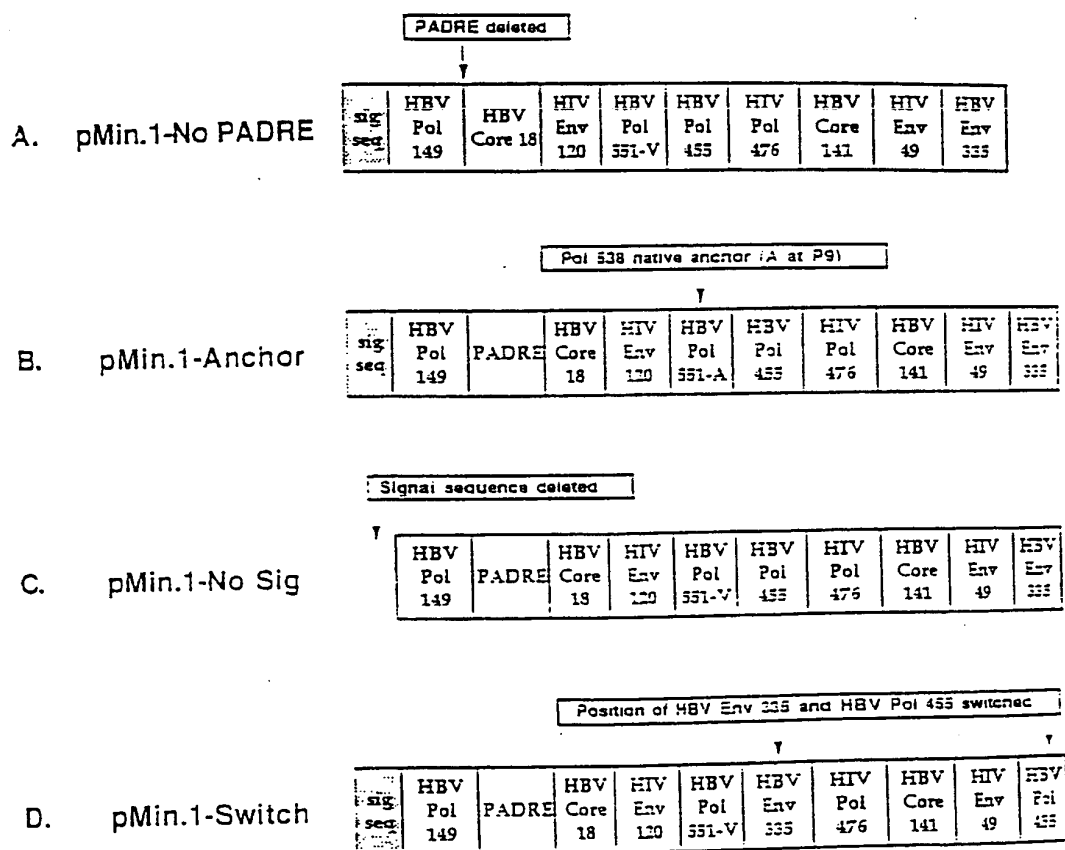 PADRE deleted
A. pMin.1-No PADRE
sig seq | HBV Pol 149 | HBV Core 18 | HIV Env 120 | HBV Pol 551-V | HBV Pol 455 | HIV Pol 476 | HBV Core 141 | HIV Env 49 | HBV Env 335
Pol 538 native anchor (A at P9)
B. pMin.1-Anchor
sig seq | HBV Pol 149 | PADRE | HBV Core 18 | HIV Env 120 | HBV Pol 551-A | HBV Pol 455 | HIV Pol 476 | HBV Core 141 | HIV Env 49 | HBV Env 335
Signal sequence deleted
C. pMin.1-No Sig
HBV Pol 149 | PADRE | HBV Core 18 | HIV Env 120 | HBV Pol 551-V | HBV Pol 455 | HIV Pol 476 | HBV Core 141 | HIV Env 49 | HBV Env 335
Position of HBV Env 335 and HBV Pol 455 switched
D. pMin.1-Switch
sig seq | HBV Pol 149 | PADRE | HBV Core 18 | HIV Env 120 | HBV Pol 551-V | HBV Env 335 | HIV Pol 476 | HBV Core 141 | HIV Env 49 | HBV Pol 455